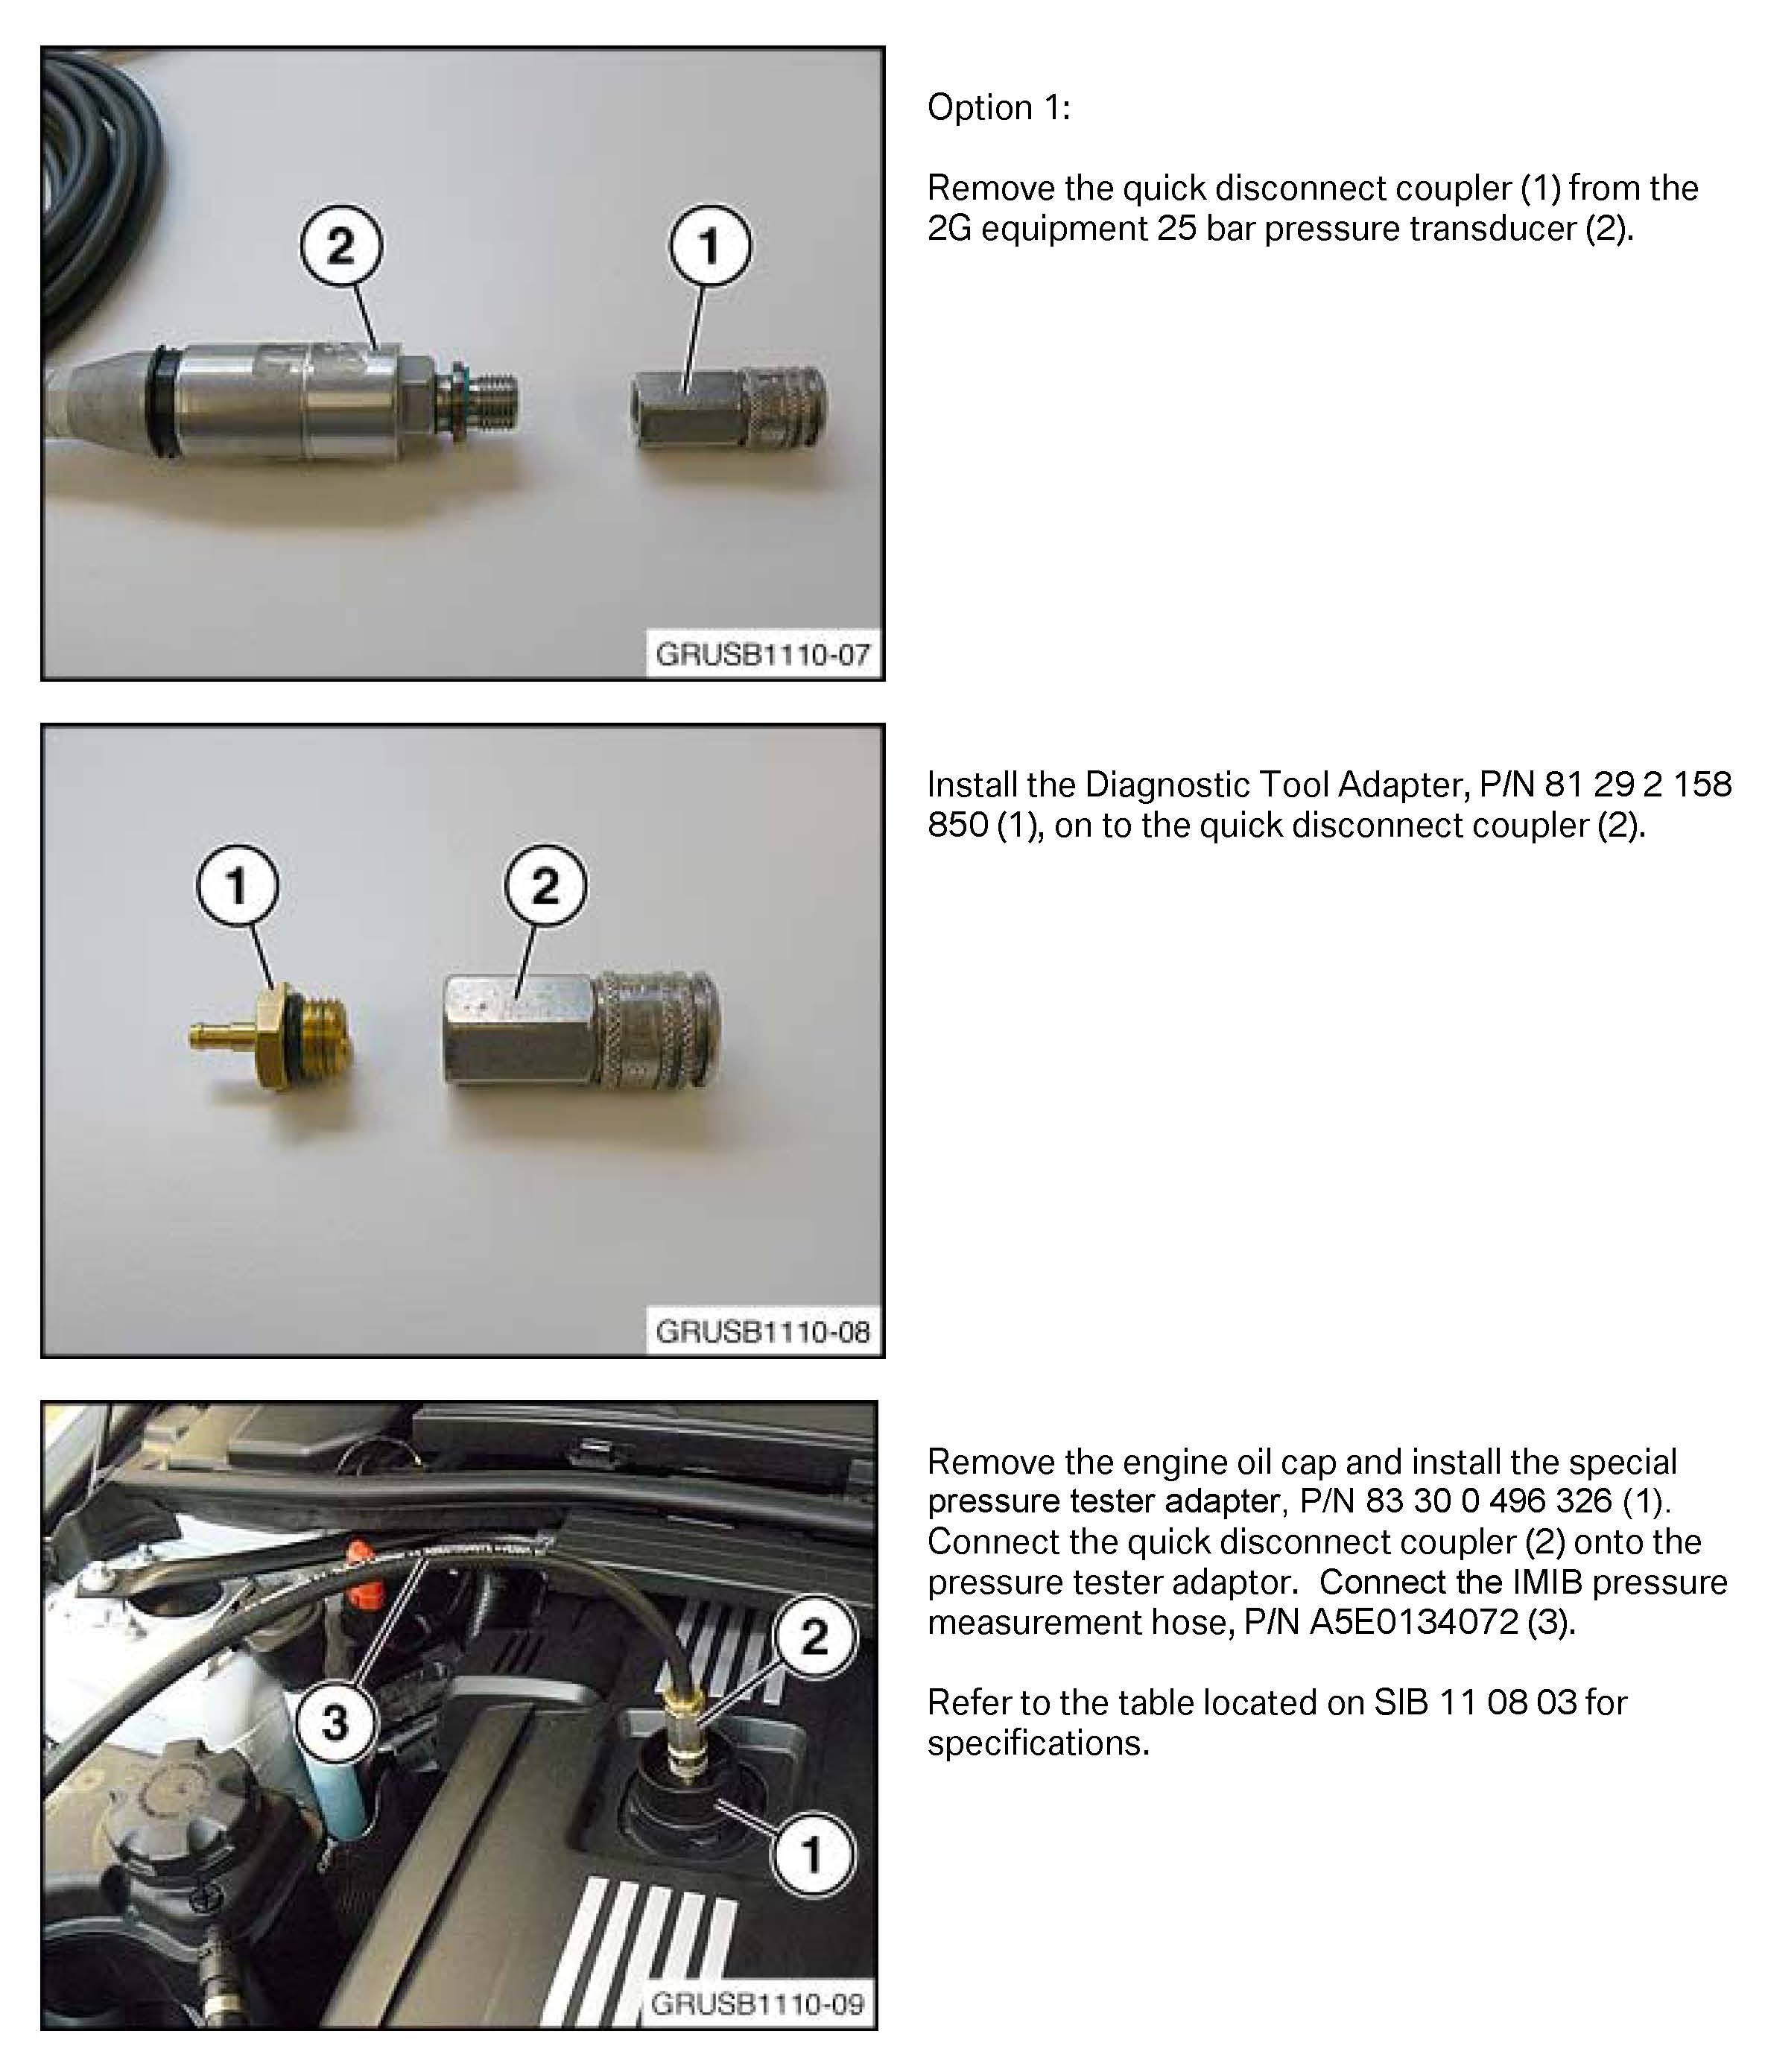 Option 1:
Remove the quick disconnect coupler (1) from the
2G equipment 25 bar pressure transducer (2).
2
1
GRUSB1110-07
Install the Diagnostic Tool Adapter, P/N 81 29 2 158
850 (1), on to the quick disconnect coupler (2).
1
2
GRUSB1110-08
Remove the engine oil cap and install the special
pressure tester adapter, P/N 83 30 0 496 326 (1).
Connect the quick disconnect coupler (2) onto the
pressure tester adaptor.  Connect the IMIB pressure
measurement hose, P/N A5E0134072 (3).
Refer to the table located on SIB 11 08 03 for
specifications.
2
3
1
GRUSB1110-09